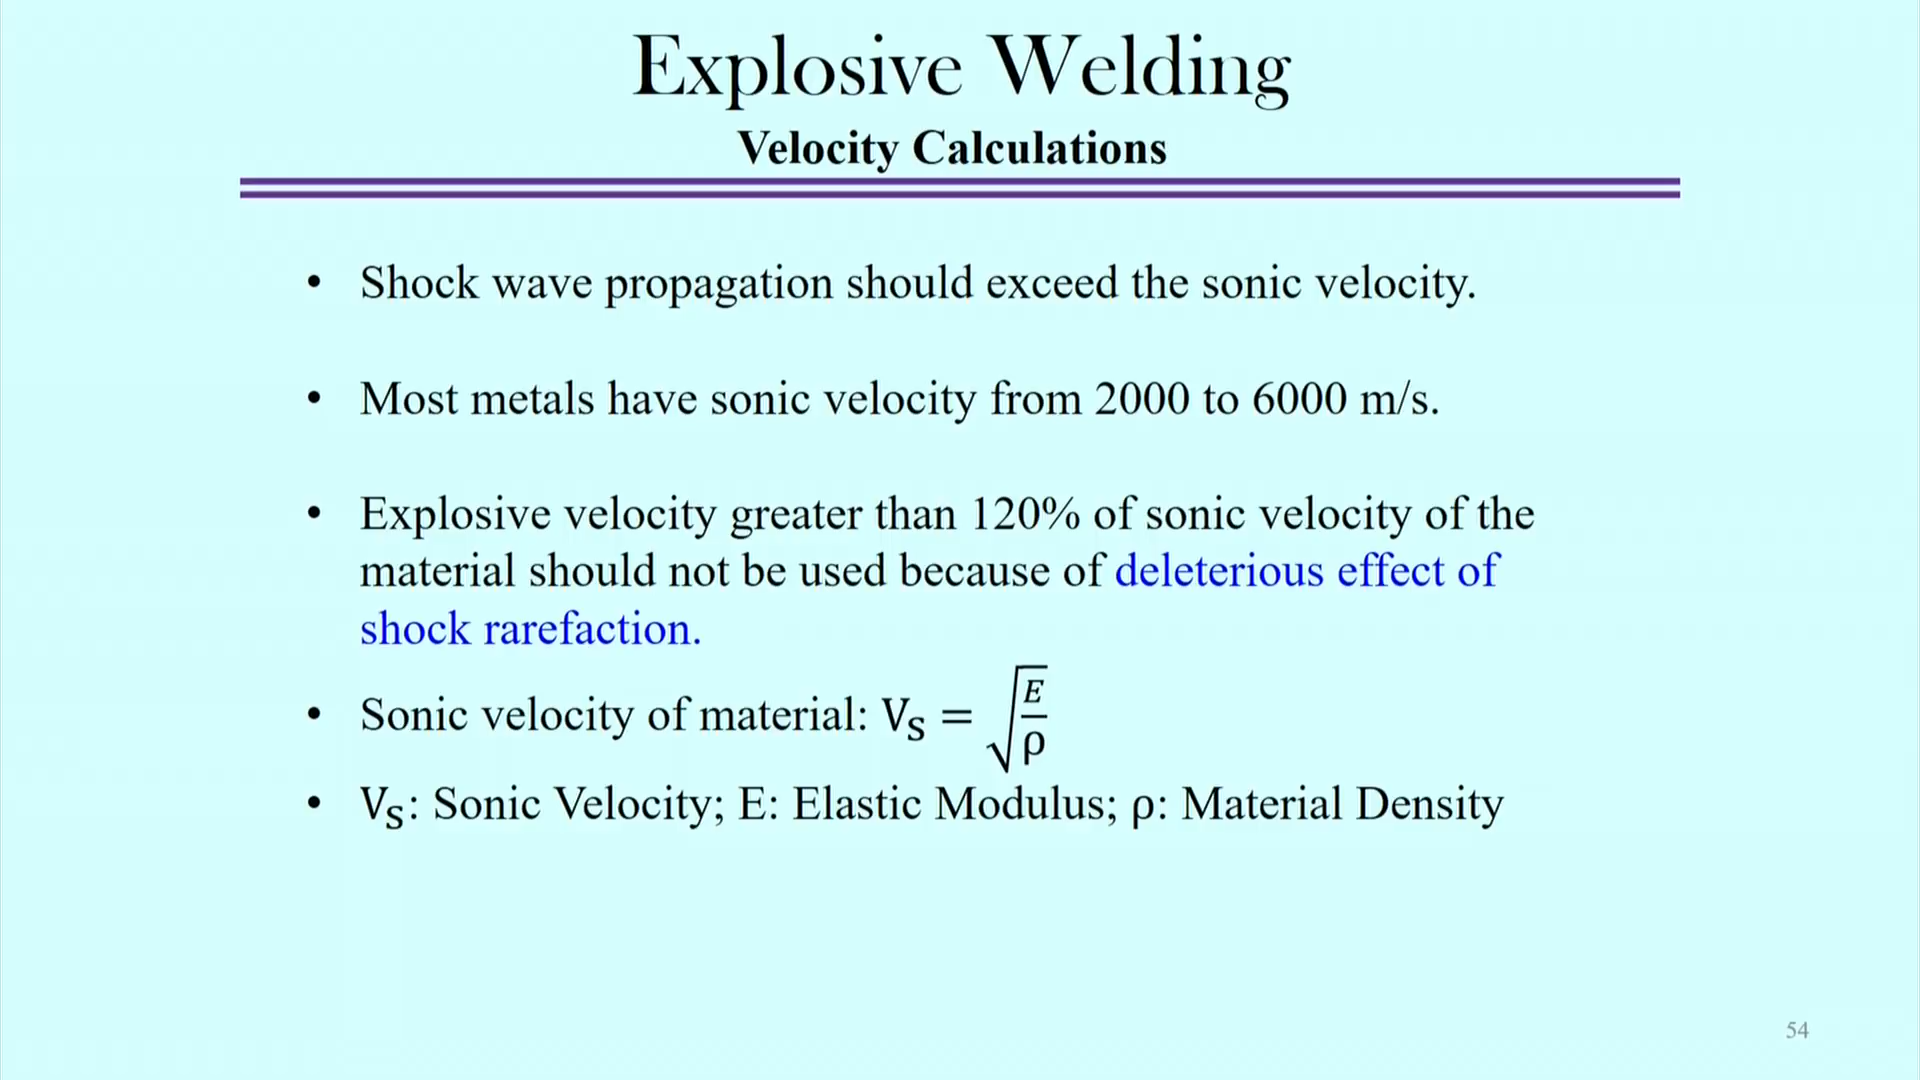 Explosive Welding
Velocity Calculations
• Shock wave propagation should exceed the sonic velocity.
• Most metals have sonic velocity from 2000 to 6000 m/s.
• Explosive velocity greater than 120% of sonic velocity of the
material should not be used because of deleterious effect of
shock rarefaction.
• Sonic velocity of material: V_S = √(E/ρ)
• V_S: Sonic Velocity; E: Elastic Modulus; ρ: Material Density
54